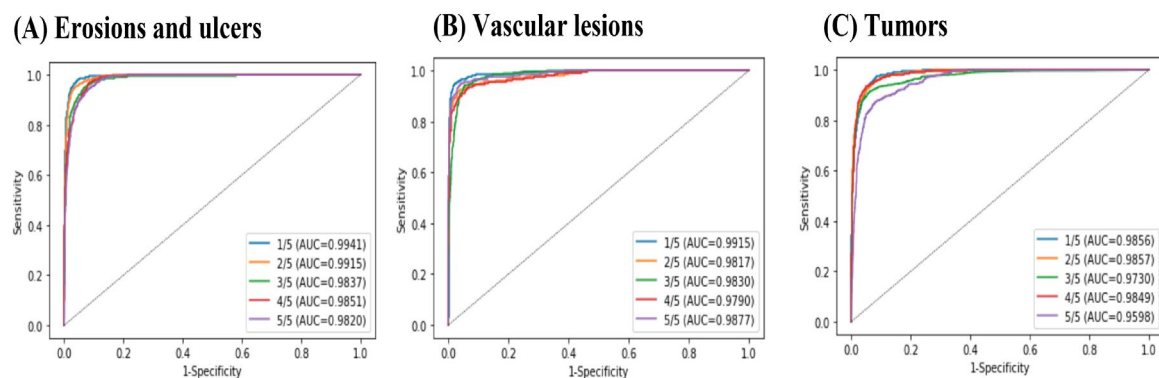 (A) Erosions and ulcers
1.0
0.8
0.6
0.4
0.2
0.0
Sensitivity
1/5 (AUC=0.9941)
2/5 (AUC=0.9915)
3/5 (AUC=0.9837)
4/5 (AUC=0.9851)
5/5 (AUC=0.9820)
0.0 0.2 0.4 0.6 0.8 1.0
1-Specificity
(B) Vascular lesions
1.0
0.8
0.6
0.4
0.2
0.0
Sensitivity
1/5 (AUC=0.9915)
2/5 (AUC=0.9817)
3/5 (AUC=0.9830)
4/5 (AUC=0.9790)
5/5 (AUC=0.9877)
0.0 0.2 0.4 0.6 0.8 1.0
1-Specificity
(C) Tumors
1.0
0.8
0.6
0.4
0.2
0.0
Sensitivity
1/5 (AUC=0.9856)
2/5 (AUC=0.9857)
3/5 (AUC=0.9730)
4/5 (AUC=0.9849)
5/5 (AUC=0.9598)
0.0 0.2 0.4 0.6 0.8 1.0
1-Specificity